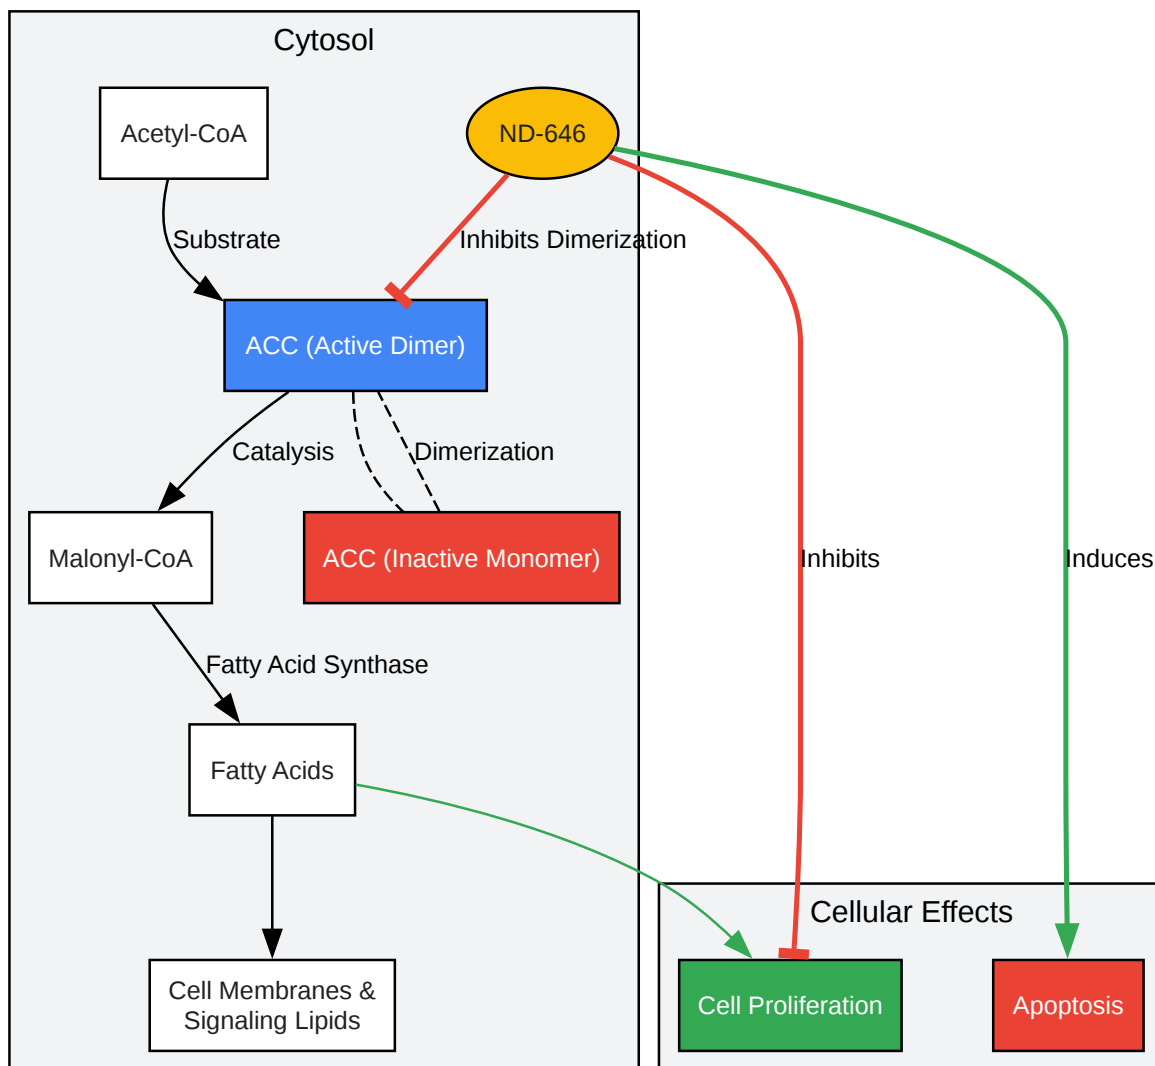 Cytosol
Acetyl-CoA
ND-646
Substrate
Inhibits Dimerization
ACC (Active Dimer)
Catalysis
Dimerization
Malonyl-CoA
ACC (Inactive Monomer)
Inhibits
Induces
Fatty Acid Synthase
Fatty Acids
Cellular Effects
Cell Membranes &
Signaling Lipids
Cell Proliferation
Apoptosis